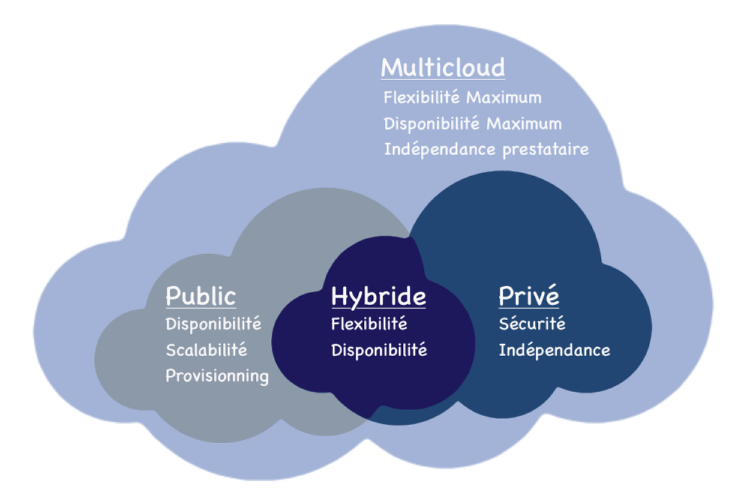 Multicloud
Flexibilité Maximum
Disponibilité Maximum
Indépendance prestataire
Public
Disponibilité
Scalabilité
Provisionning
Hybride
Flexibilité
Disponibilité
Privé
Sécurité
Indépendance